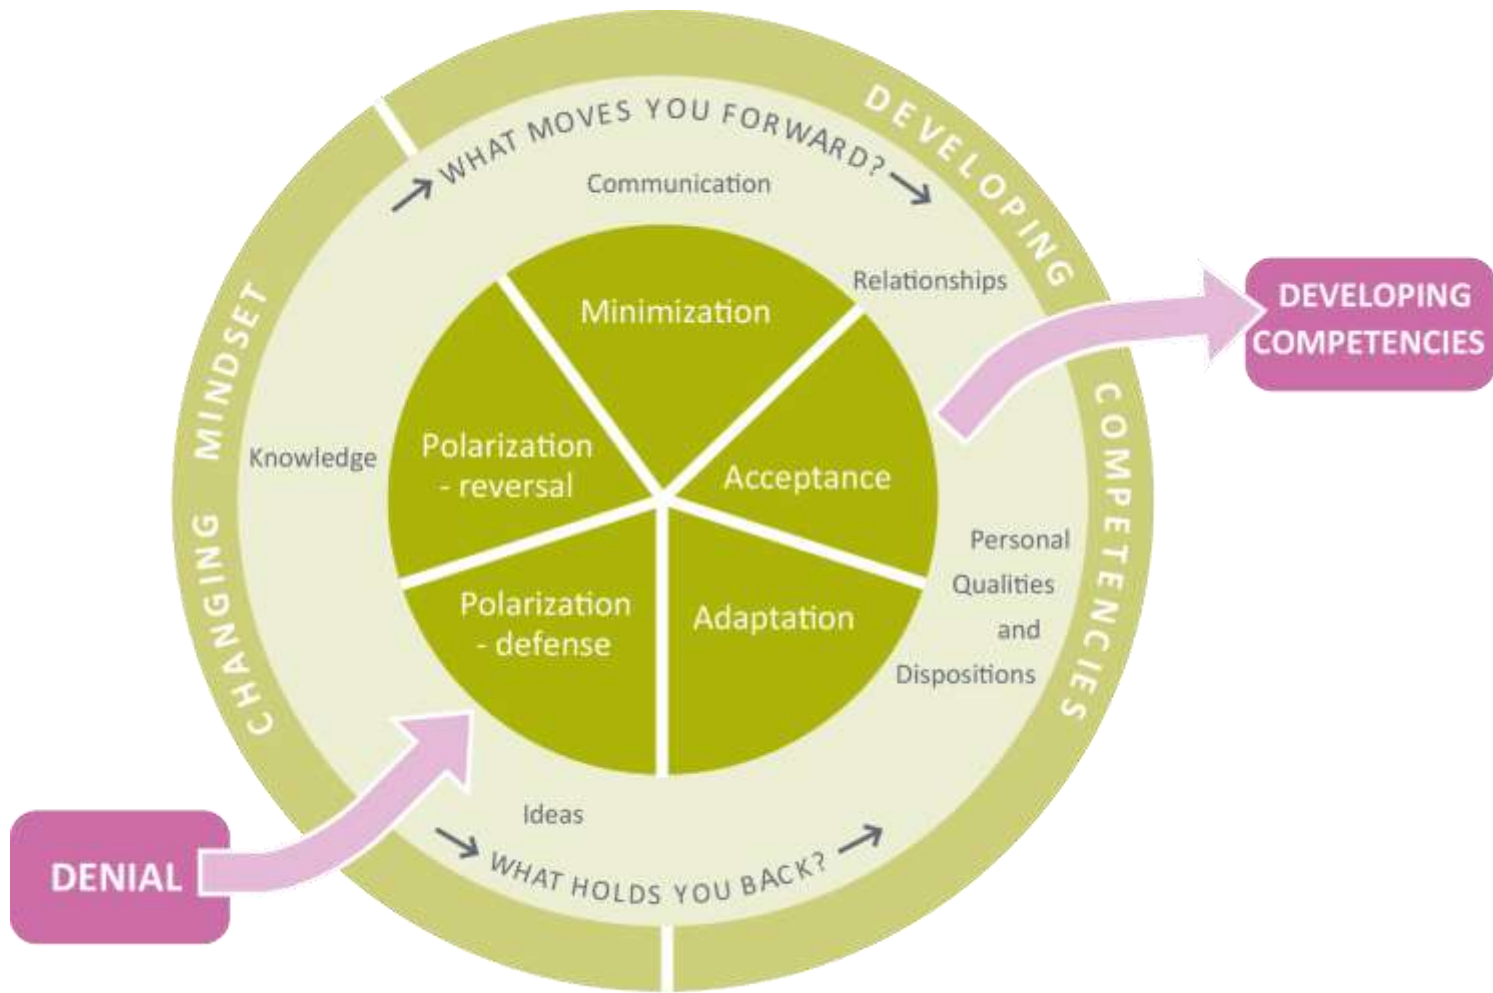 DEVELOPING
→ WHAT MOVES YOU FORWARD? →
Communication
Relationships
DEVELOPING
COMPETENCIES
Minimization
CHANGING MINDSET
COMPETENCIES
Knowledge
Polarization
- reversal
Acceptance
Personal
Qualities
and
Dispositions
Polarization
- defense
Adaptation
Ideas
→ WHAT HOLDS YOU BACK? →
DENIAL